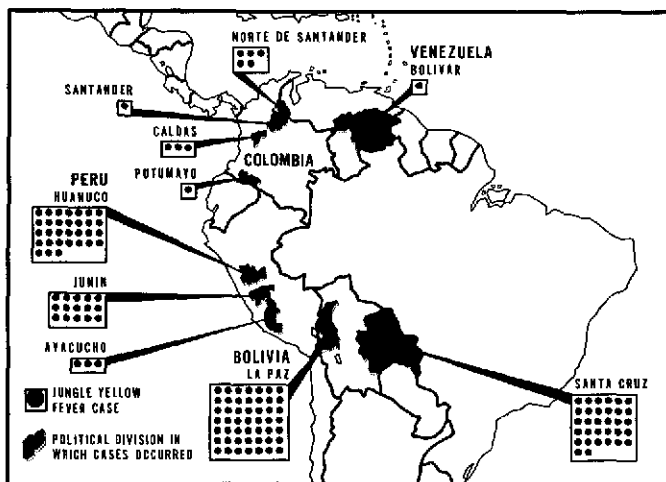 NORTE DE SANTANDER
VENEZUELA
BOLIVAR
SANTANDER
CALDAS
COLOMBIA
POTUMAYO
PERU
HUANUCO
JUNIN
AYACUCHO
BOLIVIA
LA PAZ
SANTA CRUZ
JUNGLE YELLOW
FEVER CASE
POLITICAL DIVISION IN
WHICH CASES OCCURRED